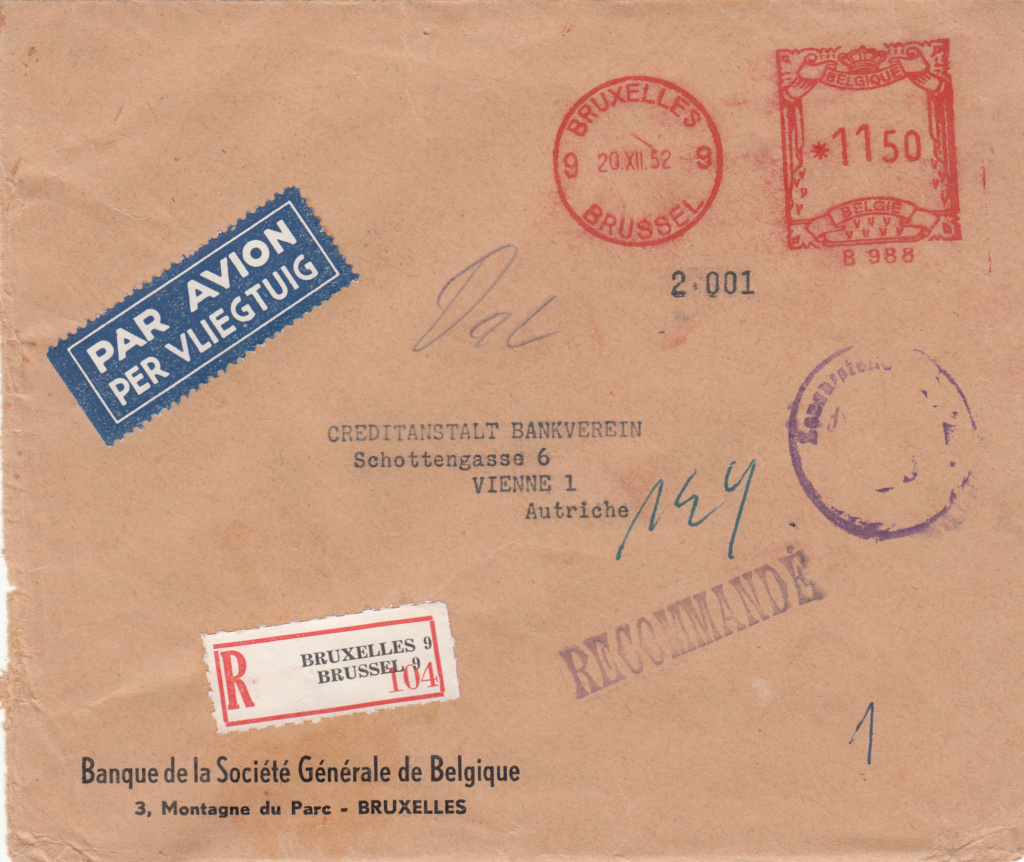 BELGIQUE
*1150
BELGIE
B 988
BRUXELLES
9 20.XII.52 9
BRUSSEL
2.001
PAR AVION
PER VLIEGTUIG
CREDITANSTALT BANKVEREIN
Schottengasse 6
VIENNE 1
Autriche
RECOMMANDÉ
R
BRUXELLES 9
BRUSSEL 9
104
1
Banque de la Société Générale de Belgique
3, Montagne du Parc - BRUXELLES